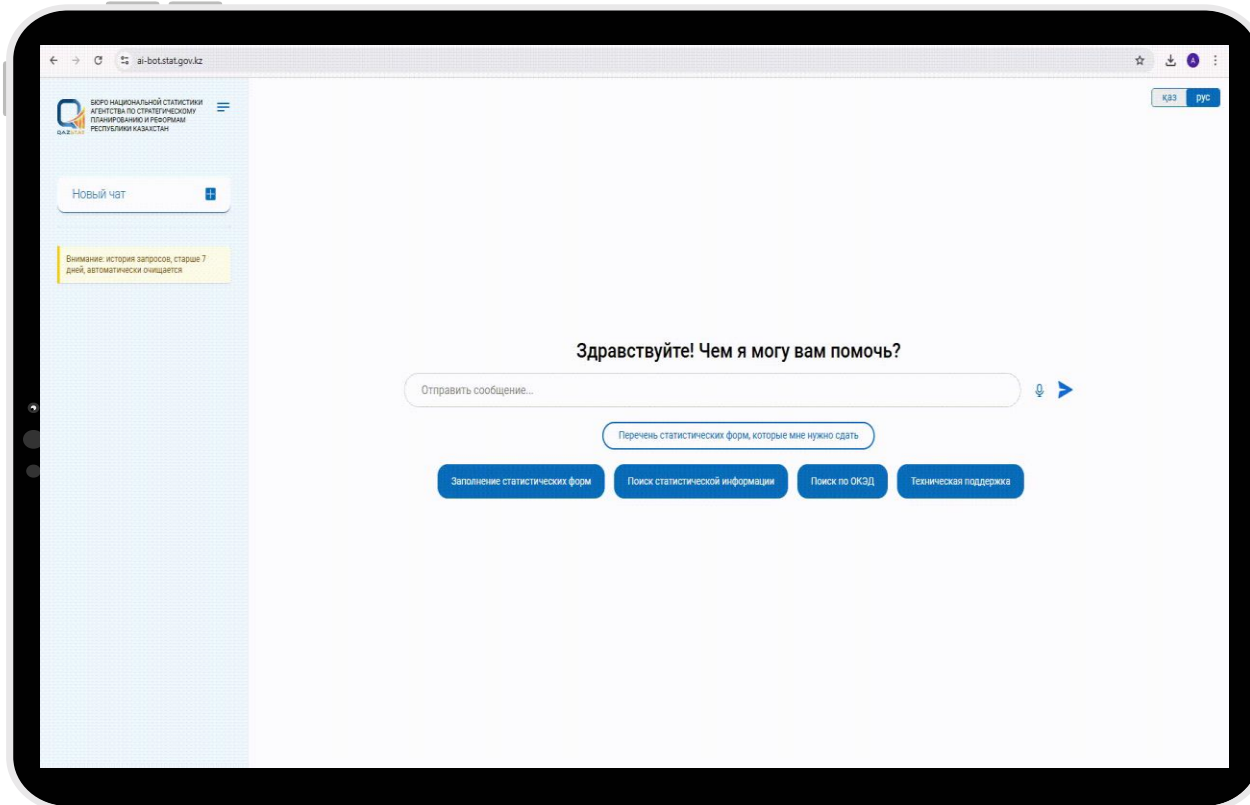 ai-bot.stat.gov.kz
БЮРО НАЦИОНАЛЬНОЙ СТАТИСТИКИ
АГЕНТСТВА ПО СТРАТЕГИЧЕСКОМУ
ПЛАНИРОВАНИЮ И РЕФОРМАМ
РЕСПУБЛИКИ КАЗАХСТАН
QAZSTAT
қаз рус
Новый чат
Внимание: история запросов, старше 7
дней, автоматически очищается
Здравствуйте! Чем я могу вам помочь?
Отправить сообщение...
Перечень статистических форм, которые мне нужно сдать
Заполнение статистических форм
Поиск статистической информации
Поиск по ОКЭД
Техническая поддержка